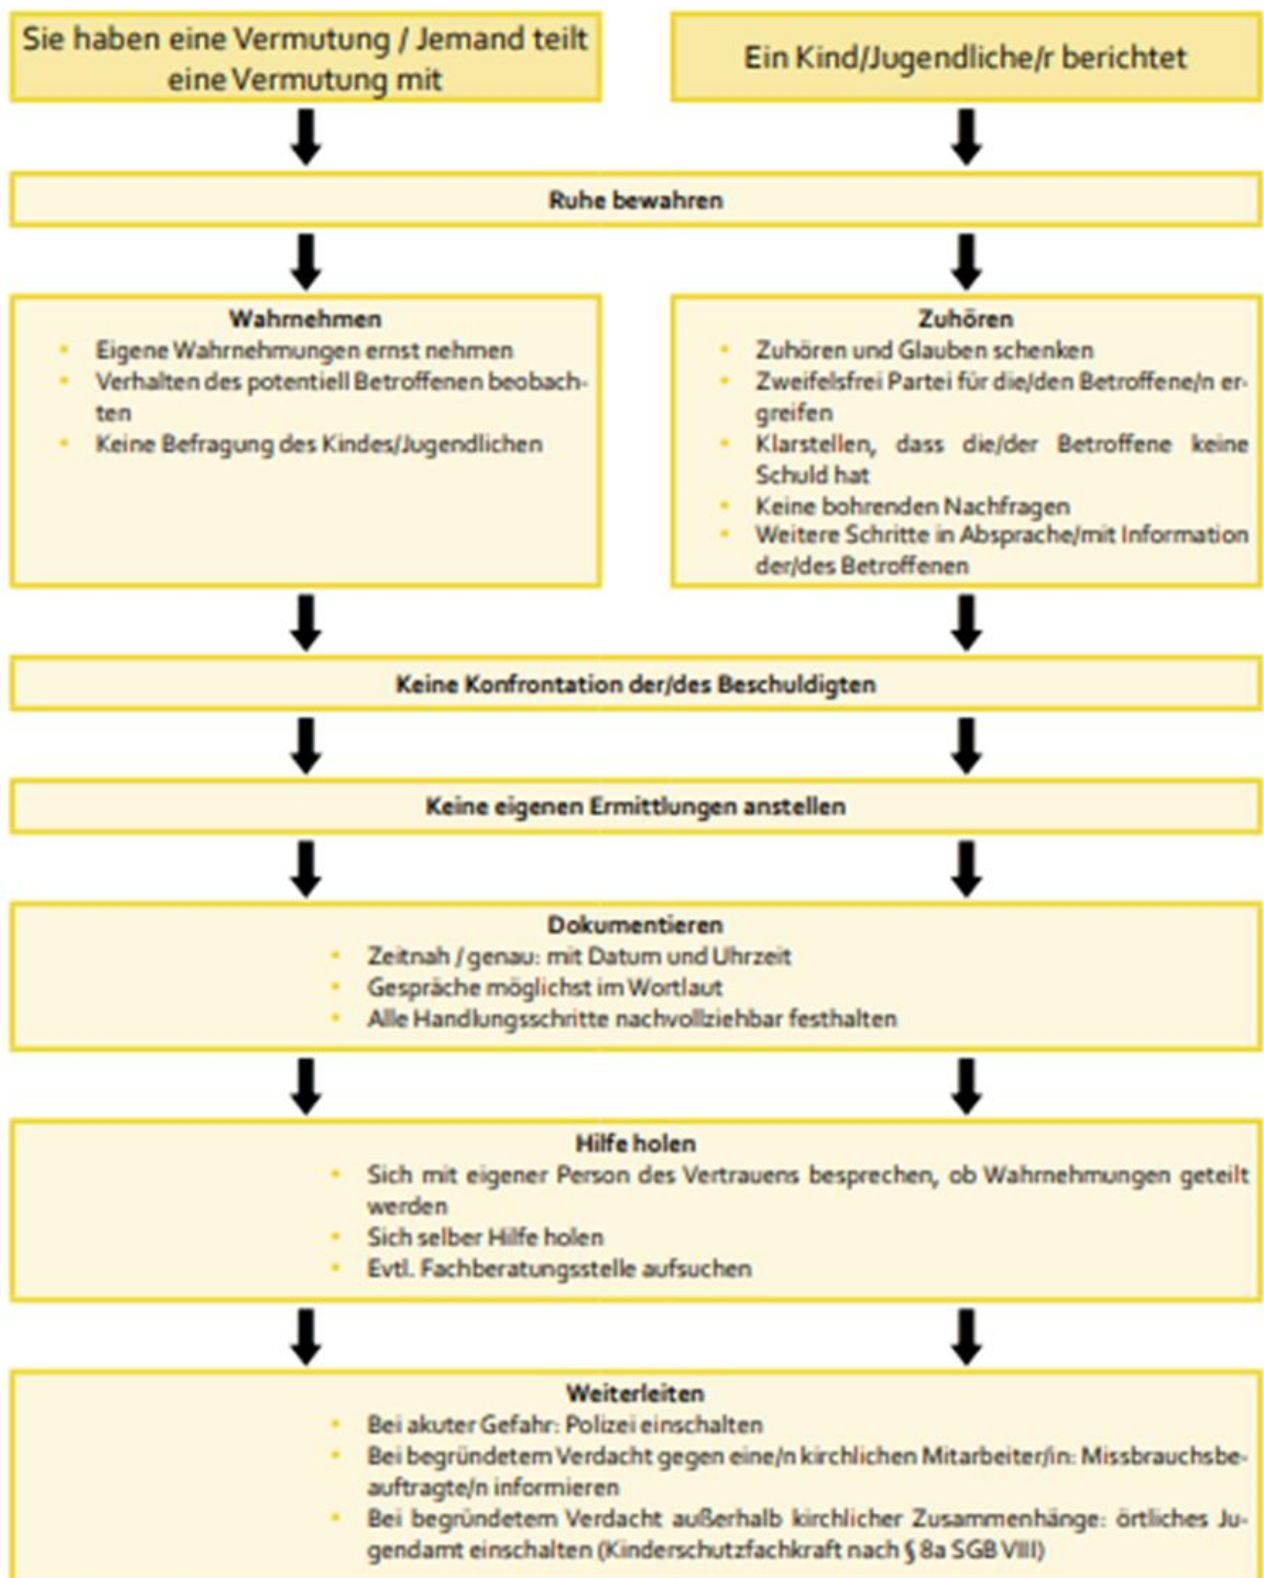 Sie haben eine Vermutung / Jemand teilt
eine Vermutung mit
Ein Kind/Jugendliche/r berichtet
Ruhe bewahren
Wahrnehmen
• Eigene Wahrnehmungen ernst nehmen
• Verhalten des potentiell Betroffenen beobach-
ten
• Keine Befragung des Kindes/Jugendlichen
Zuhören
• Zuhören und Glauben schenken
• Zweifelsfrei Partei für die/den Betroffene/n er-
greifen
• Klarstellen, dass die/der Betroffene keine
Schuld hat
• Keine bohrenden Nachfragen
• Weitere Schritte in Absprache/mit Information
der/des Betroffenen
Keine Konfrontation der/des Beschuldigten
Keine eigenen Ermittlungen anstellen
Dokumentieren
• Zeitnah / genau: mit Datum und Uhrzeit
• Gespräche möglichst im Wortlaut
• Alle Handlungsschritte nachvollziehbar festhalten
Hilfe holen
• Sich mit eigener Person des Vertrauens besprechen, ob Wahrnehmungen geteilt
werden
• Sich selber Hilfe holen
• Evtl. Fachberatungsstelle aufsuchen
Weiterleiten
• Bei akuter Gefahr: Polizei einschalten
• Bei begründetem Verdacht gegen eine/n kirchlichen Mitarbeiter/in: Missbrauchsbe-
auftragte/n informieren
• Bei begründetem Verdacht außerhalb kirchlicher Zusammenhänge: örtliches Ju-
gendamt einschalten (Kinderschutzfachkraft nach § 8a SGB VIII)